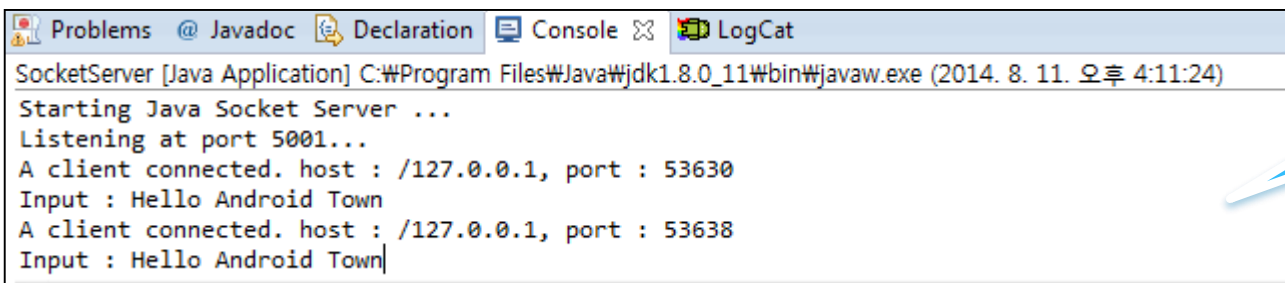 Problems @ Javadoc Declaration Console LogCat
SocketServer [Java Application] C:₩Program Files₩Java₩jdk1.8.0_11₩bin₩javaw.exe (2014. 8. 11. 오후 4:11:24)
Starting Java Socket Server ...
Listening at port 5001...
A client connected. host : /127.0.0.1, port : 53630
Input : Hello Android Town
A client connected. host : /127.0.0.1, port : 53638
Input : Hello Android Town